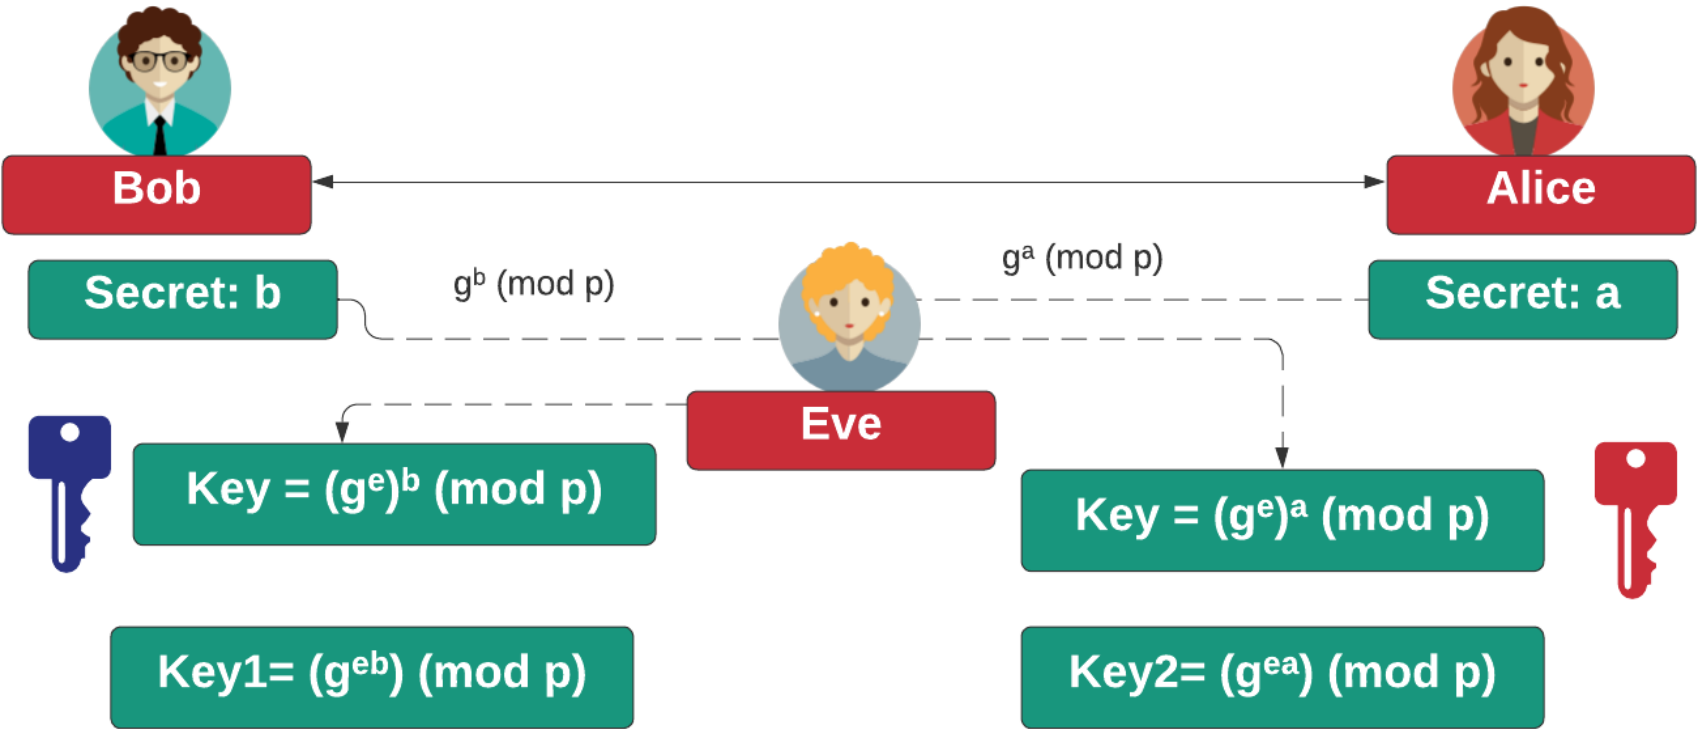 Bob
Alice
Secret: b
gᵇ (mod p)
gᵃ (mod p)
Secret: a
Eve
Key = (gᵉ)ᵇ (mod p)
Key = (gᵉ)ᵃ (mod p)
Key1= (gᵉᵇ) (mod p)
Key2= (gᵉᵃ) (mod p)